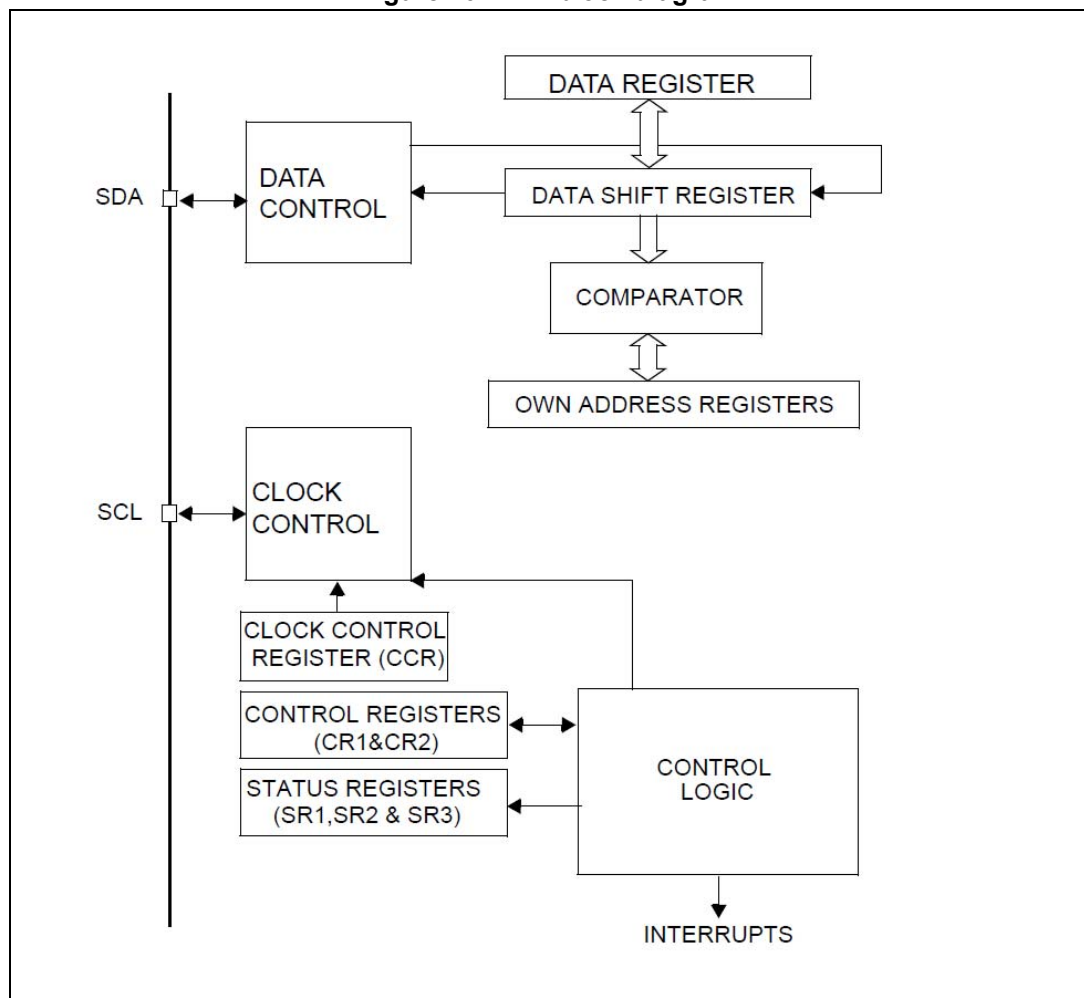 DATA REGISTER
DATA
CONTROL
SDA
DATA SHIFT REGISTER
COMPARATOR
OWN ADDRESS REGISTERS
CLOCK
CONTROL
SCL
CLOCK CONTROL
REGISTER (CCR)
CONTROL REGISTERS
(CR1&CR2)
STATUS REGISTERS
(SR1,SR2 & SR3)
CONTROL
LOGIC
INTERRUPTS